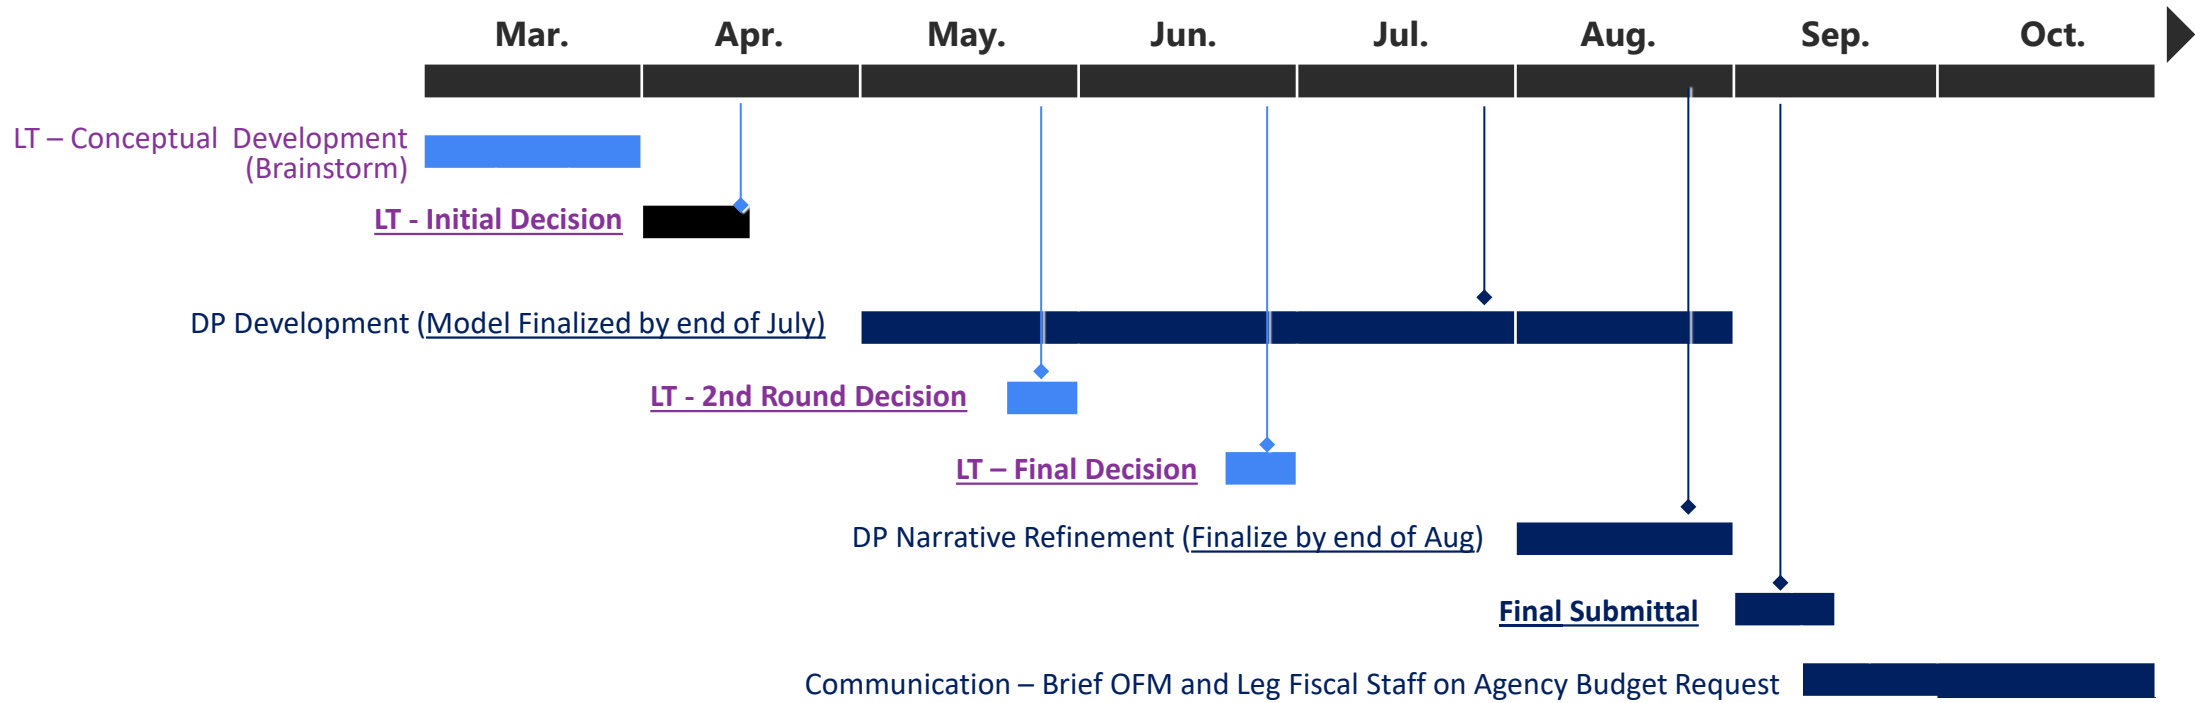 Mar. Apr. May. Jun. Jul. Aug. Sep. Oct.
LT – Conceptual Development
(Brainstorm)
LT - Initial Decision
DP Development (Model Finalized by end of July)
LT - 2nd Round Decision
LT – Final Decision
DP Narrative Refinement (Finalize by end of Aug)
Final Submittal
Communication – Brief OFM and Leg Fiscal Staff on Agency Budget Request